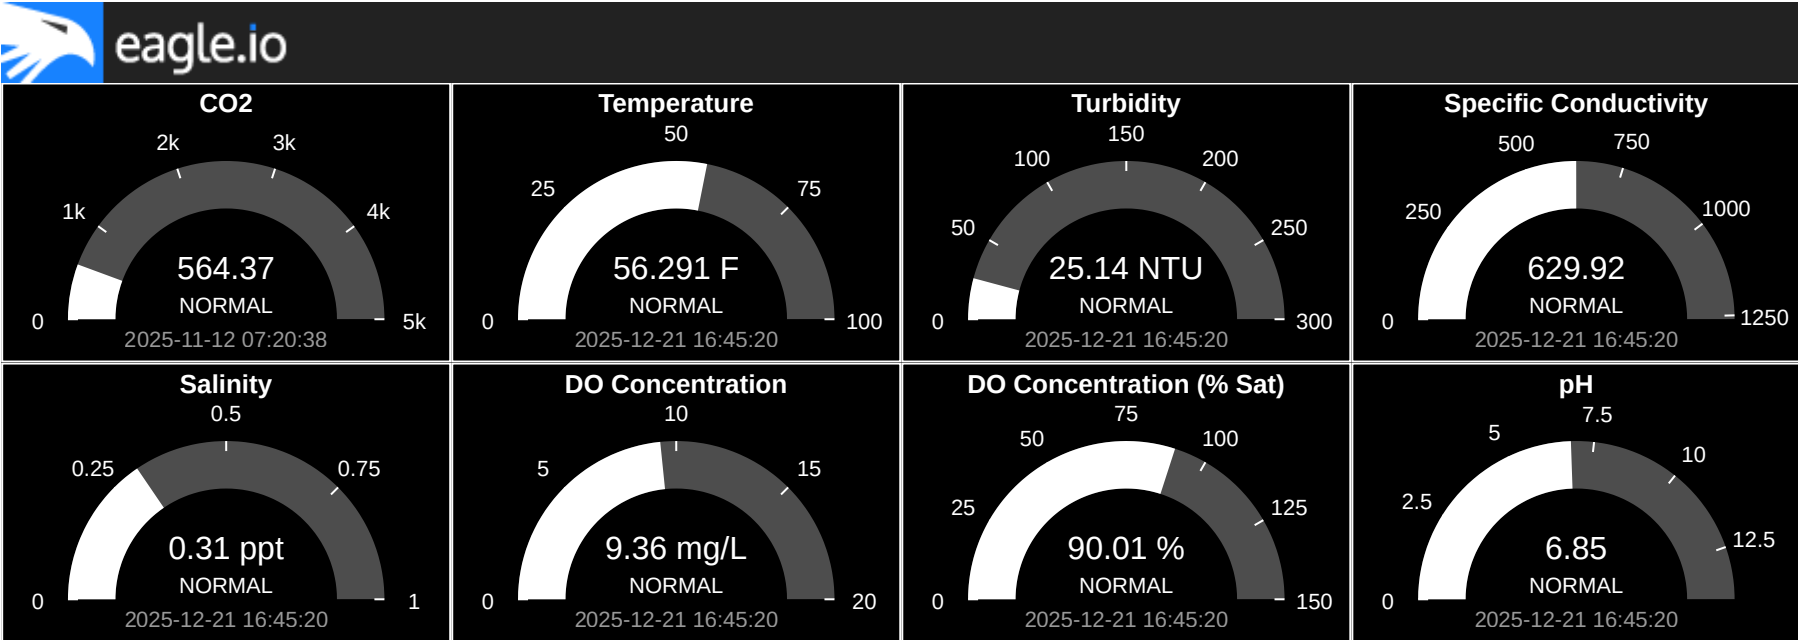 eagle.io
CO2
0
1k
2k
3k
4k
5k
564.37
NORMAL
2025-11-12 07:20:38
Temperature
0
25
50
75
100
56.291 F
NORMAL
2025-12-21 16:45:20
Turbidity
0
50
100
150
200
250
300
25.14 NTU
NORMAL
2025-12-21 16:45:20
Specific Conductivity
0
250
500
750
1000
1250
629.92
NORMAL
2025-12-21 16:45:20
Salinity
0
0.25
0.5
0.75
1
0.31 ppt
NORMAL
2025-12-21 16:45:20
DO Concentration
0
5
10
15
20
9.36 mg/L
NORMAL
2025-12-21 16:45:20
DO Concentration (% Sat)
0
25
50
75
100
125
150
90.01 %
NORMAL
2025-12-21 16:45:20
pH
0
2.5
5
7.5
10
12.5
6.85
NORMAL
2025-12-21 16:45:20